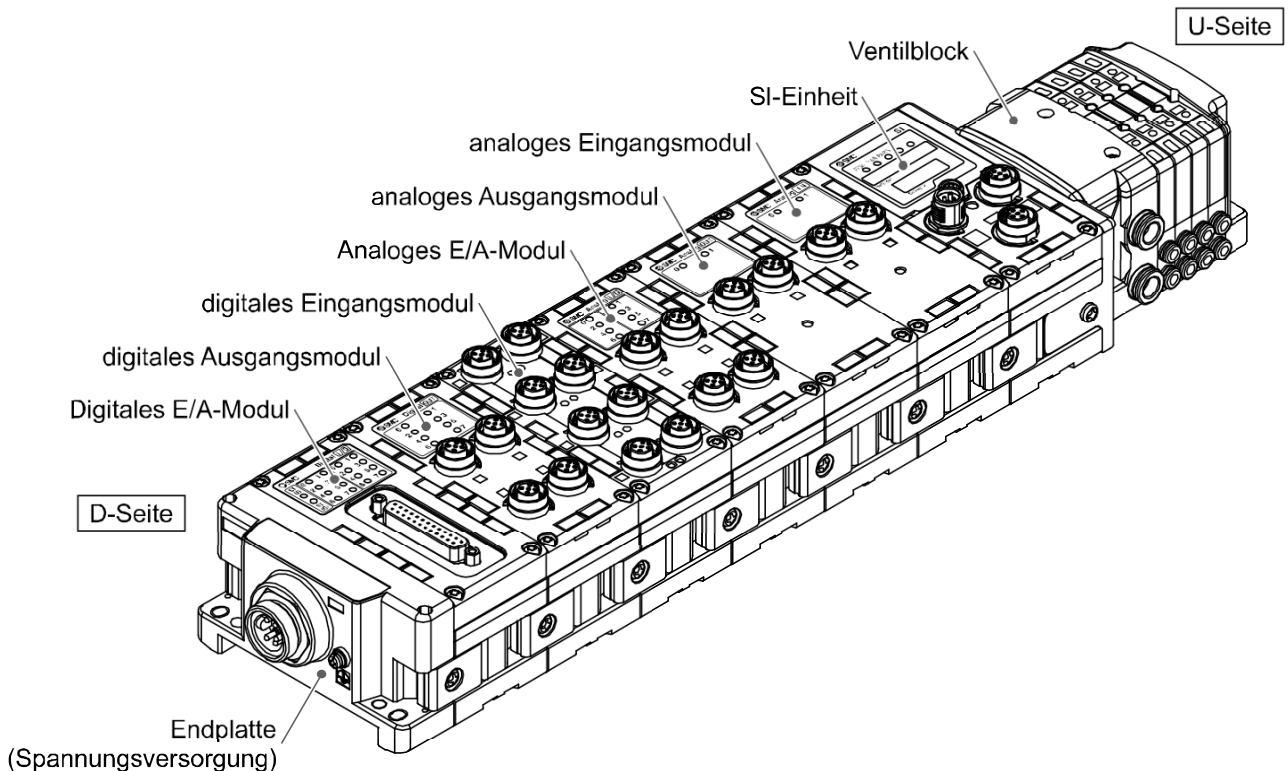 U-Seite
Ventilblock
SI-Einheit
analoges Eingangsmodul
analoges Ausgangsmodul
Analoges E/A-Modul
digitales Eingangsmodul
digitales Ausgangsmodul
Digitales E/A-Modul
D-Seite
Endplatte
(Spannungsversorgung)